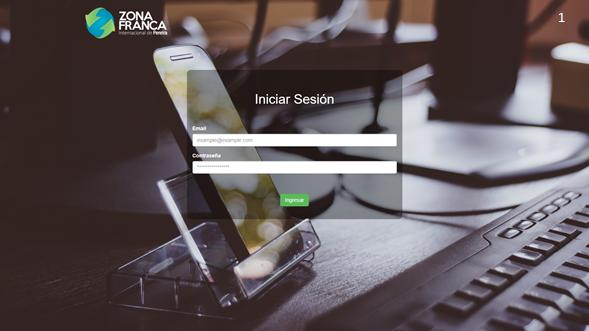 ZONA
FRANCA
Internacional de Pereira
1
Iniciar Sesión
Email
example@example.com
Contraseña
Ingresar